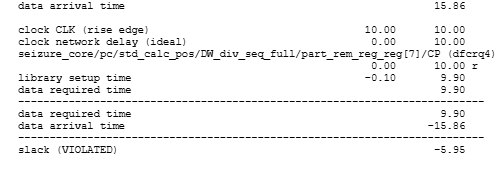 data arrival time 15.86
clock CLK (rise edge) 10.00 10.00
clock network delay (ideal) 0.00 10.00
seizure_core/pc/std_calc_pos/DW_div_seq_full/part_rem_reg_reg[7]/CP (dfcrq4)
0.00 10.00 r
library setup time -0.10 9.90
data required time 9.90
data required time 9.90
data arrival time -15.86
slack (VIOLATED) -5.95